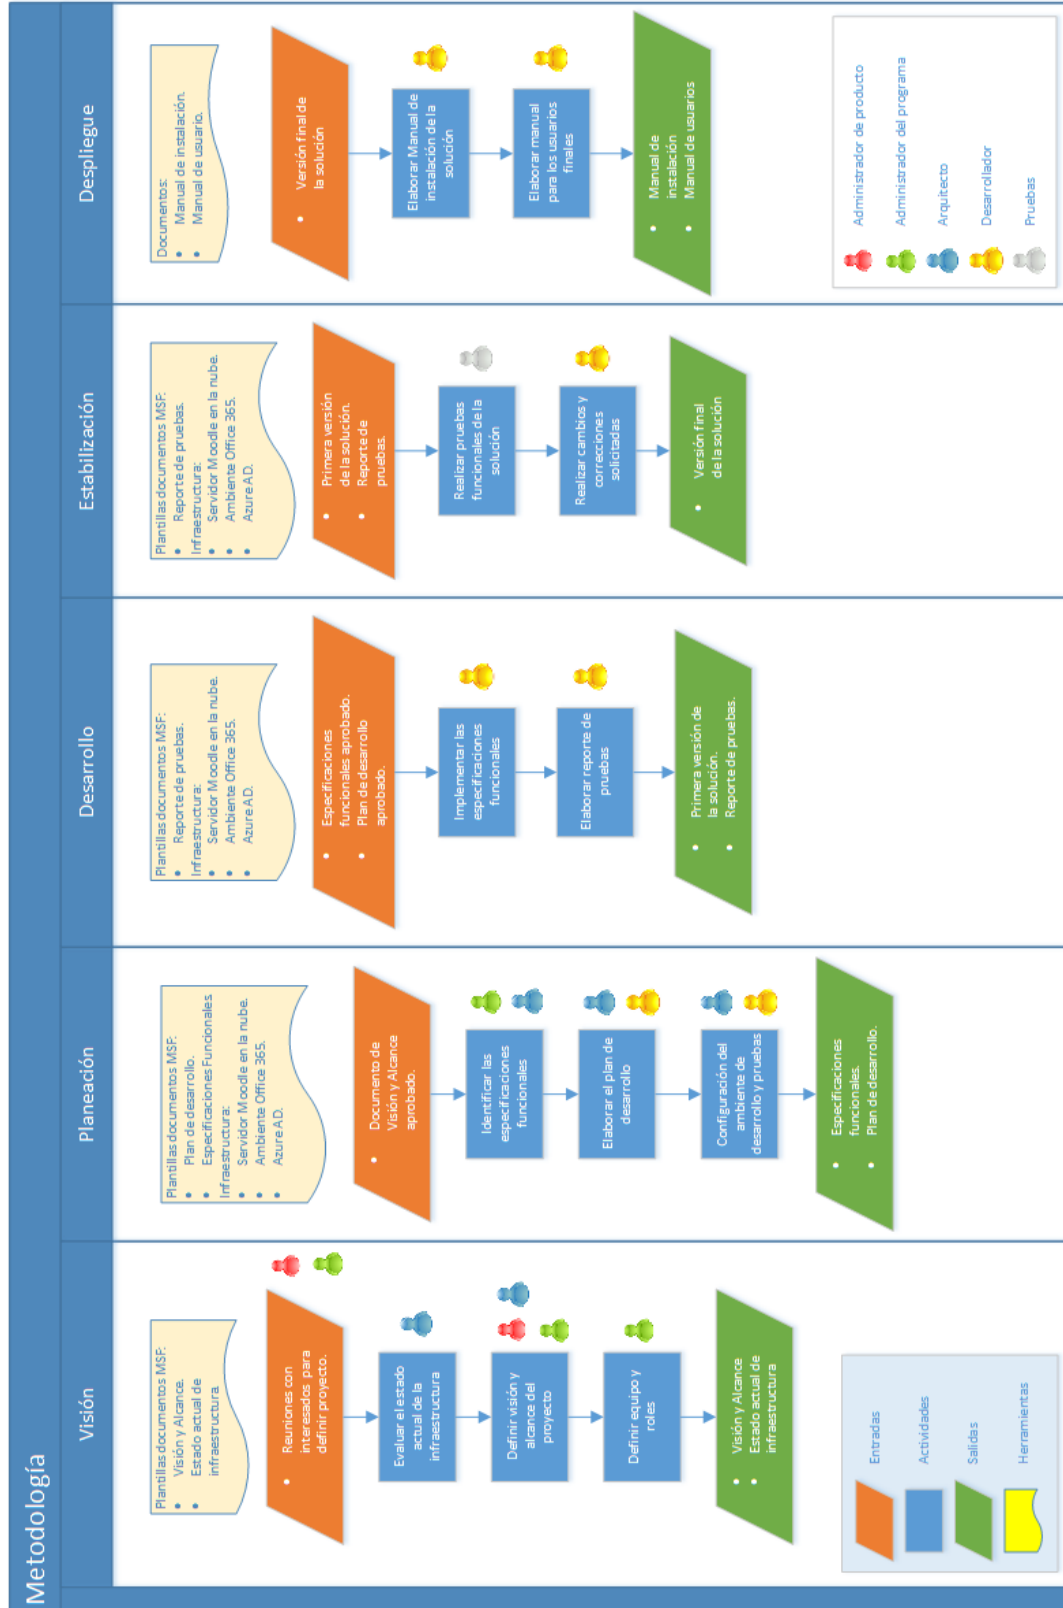 Metodología
Visión
Planeación
Desarrollo
Estabilización
Despliegue
Plantillas documentos MSF:
• Visión y Alcance.
• Estado actual de
infraestructura.
• Reuniones con
interesados para
definir proyecto.
Evaluar el estado
actual de la
infraestructura
Definir visión y
alcance del
proyecto
Definir equipo y
roles
• Visión y Alcance
• Estado actual de
infraestructura
Entradas
Actividades
Salidas
Herramientas
Plantillas documentos MSF:
• Plan de desarrollo.
• Especificaciones Funcionales.
Infraestructura:
• Servidor Moodle en la nube.
• Ambiente Office 365.
• Azure AD.
• Documento de
Visión y Alcance
aprobado.
Identificar las
especificaciones
funcionales
Elaborar el plan de
desarrollo
Configuración del
ambiente de
desarrollo y pruebas
• Especificaciones
funcionales.
• Plan de desarrollo.
Plantillas documentos MSF:
• Reporte de pruebas.
Infraestructura:
• Servidor Moodle en la nube.
• Ambiente Office 365.
• Azure AD.
• Especificaciones
funcionales aprobado.
• Plan de desarrollo
aprobado.
Implementar las
especificaciones
funcionales
Elaborar reporte de
pruebas
• Primera versión de
la solución.
• Reporte de pruebas.
Plantillas documentos MSF:
• Reporte de pruebas.
Infraestructura:
• Servidor Moodle en la nube.
• Ambiente Office 365.
• Azure AD.
• Primera versión
de la solución.
• Reporte de
pruebas.
Realizar pruebas
funcionales de la
solución
Realizar cambios y
correcciones
solicitadas
• Versión final
de la solución
Documentos:
• Manual de instalación.
• Manual de usuario.
• Versión final de
la solución
Elaborar Manual de
instalación de la
solución
Elaborar manual
para los usuarios
finales
• Manual de
instalación
• Manual de usuarios
Administrador de producto
Administrador del programa
Arquitecto
Desarrollador
Pruebas